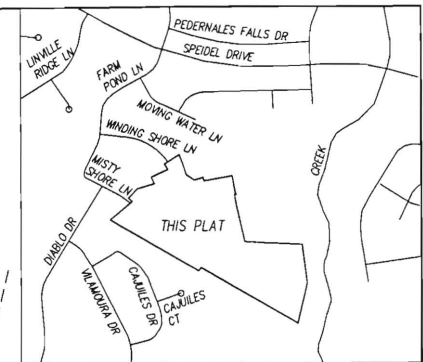 PEDERNALES FALLS DR
SPEIDEL DRIVE
LINVILLE
RIDGE LN
FARM
POND LN
MOVING WATER LN
WINDING SHORE LN
MISTY
SHORE LN
CREEK
THIS PLAT
DIABLO DR
VILAMOURA DR
CAJUILES DR
CAJUILES
CT